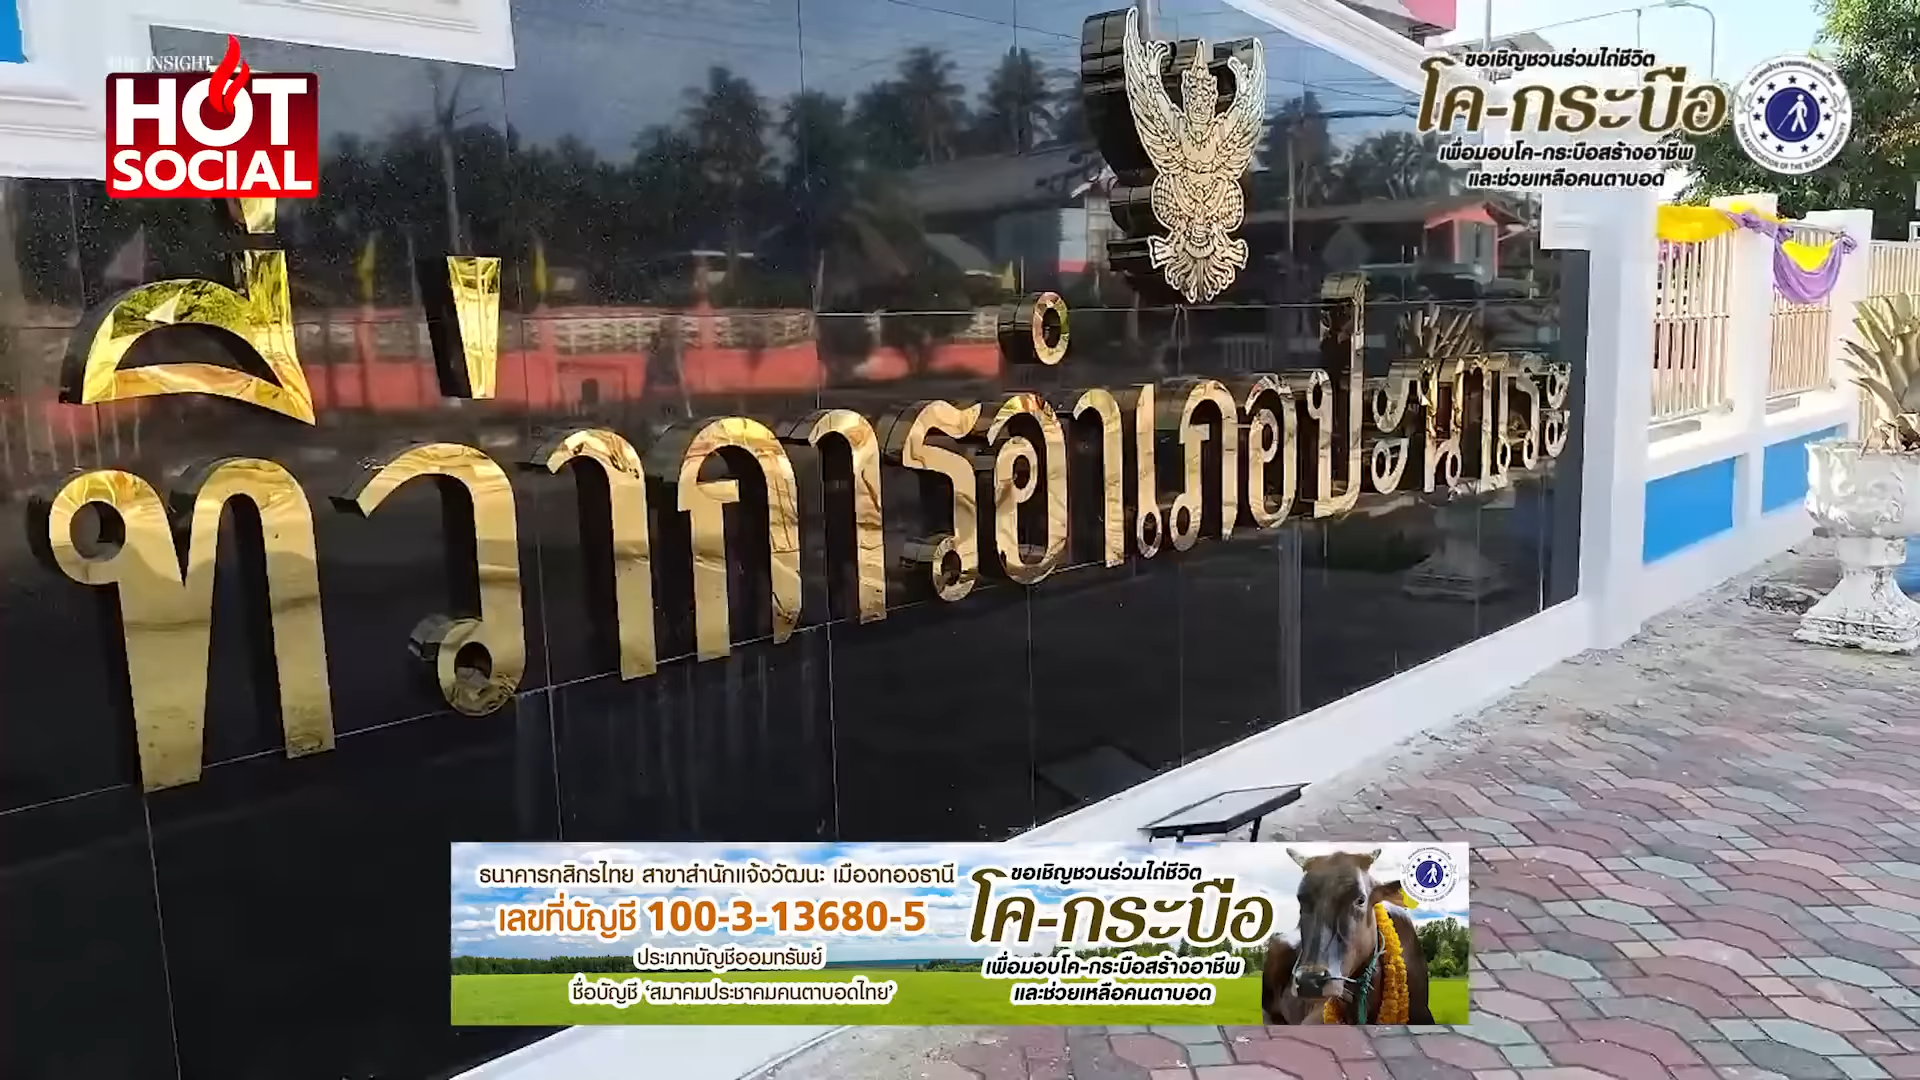 THE INSIGHT
HOT
SOCIAL
ขอเชิญชวนร่วมไถ่ชีวิต
โค-กระบือ
เพื่อมอบโค-กระบือสร้างอาชีพ
และช่วยเหลือคนตาบอด
ที่ว่าการอำเภอปะนาเระ
ธนาคารกสิกรไทย สาขาสำนักแจ้งวัฒนะ เมืองทองธานี
เลขที่บัญชี 100-3-13680-5
ประเภทบัญชีออมทรัพย์
ชื่อบัญชี ‘สมาคมประชาคมคนตาบอดไทย’
ขอเชิญชวนร่วมไถ่ชีวิต
โค-กระบือ
เพื่อมอบโค-กระบือสร้างอาชีพ
และช่วยเหลือคนตาบอด